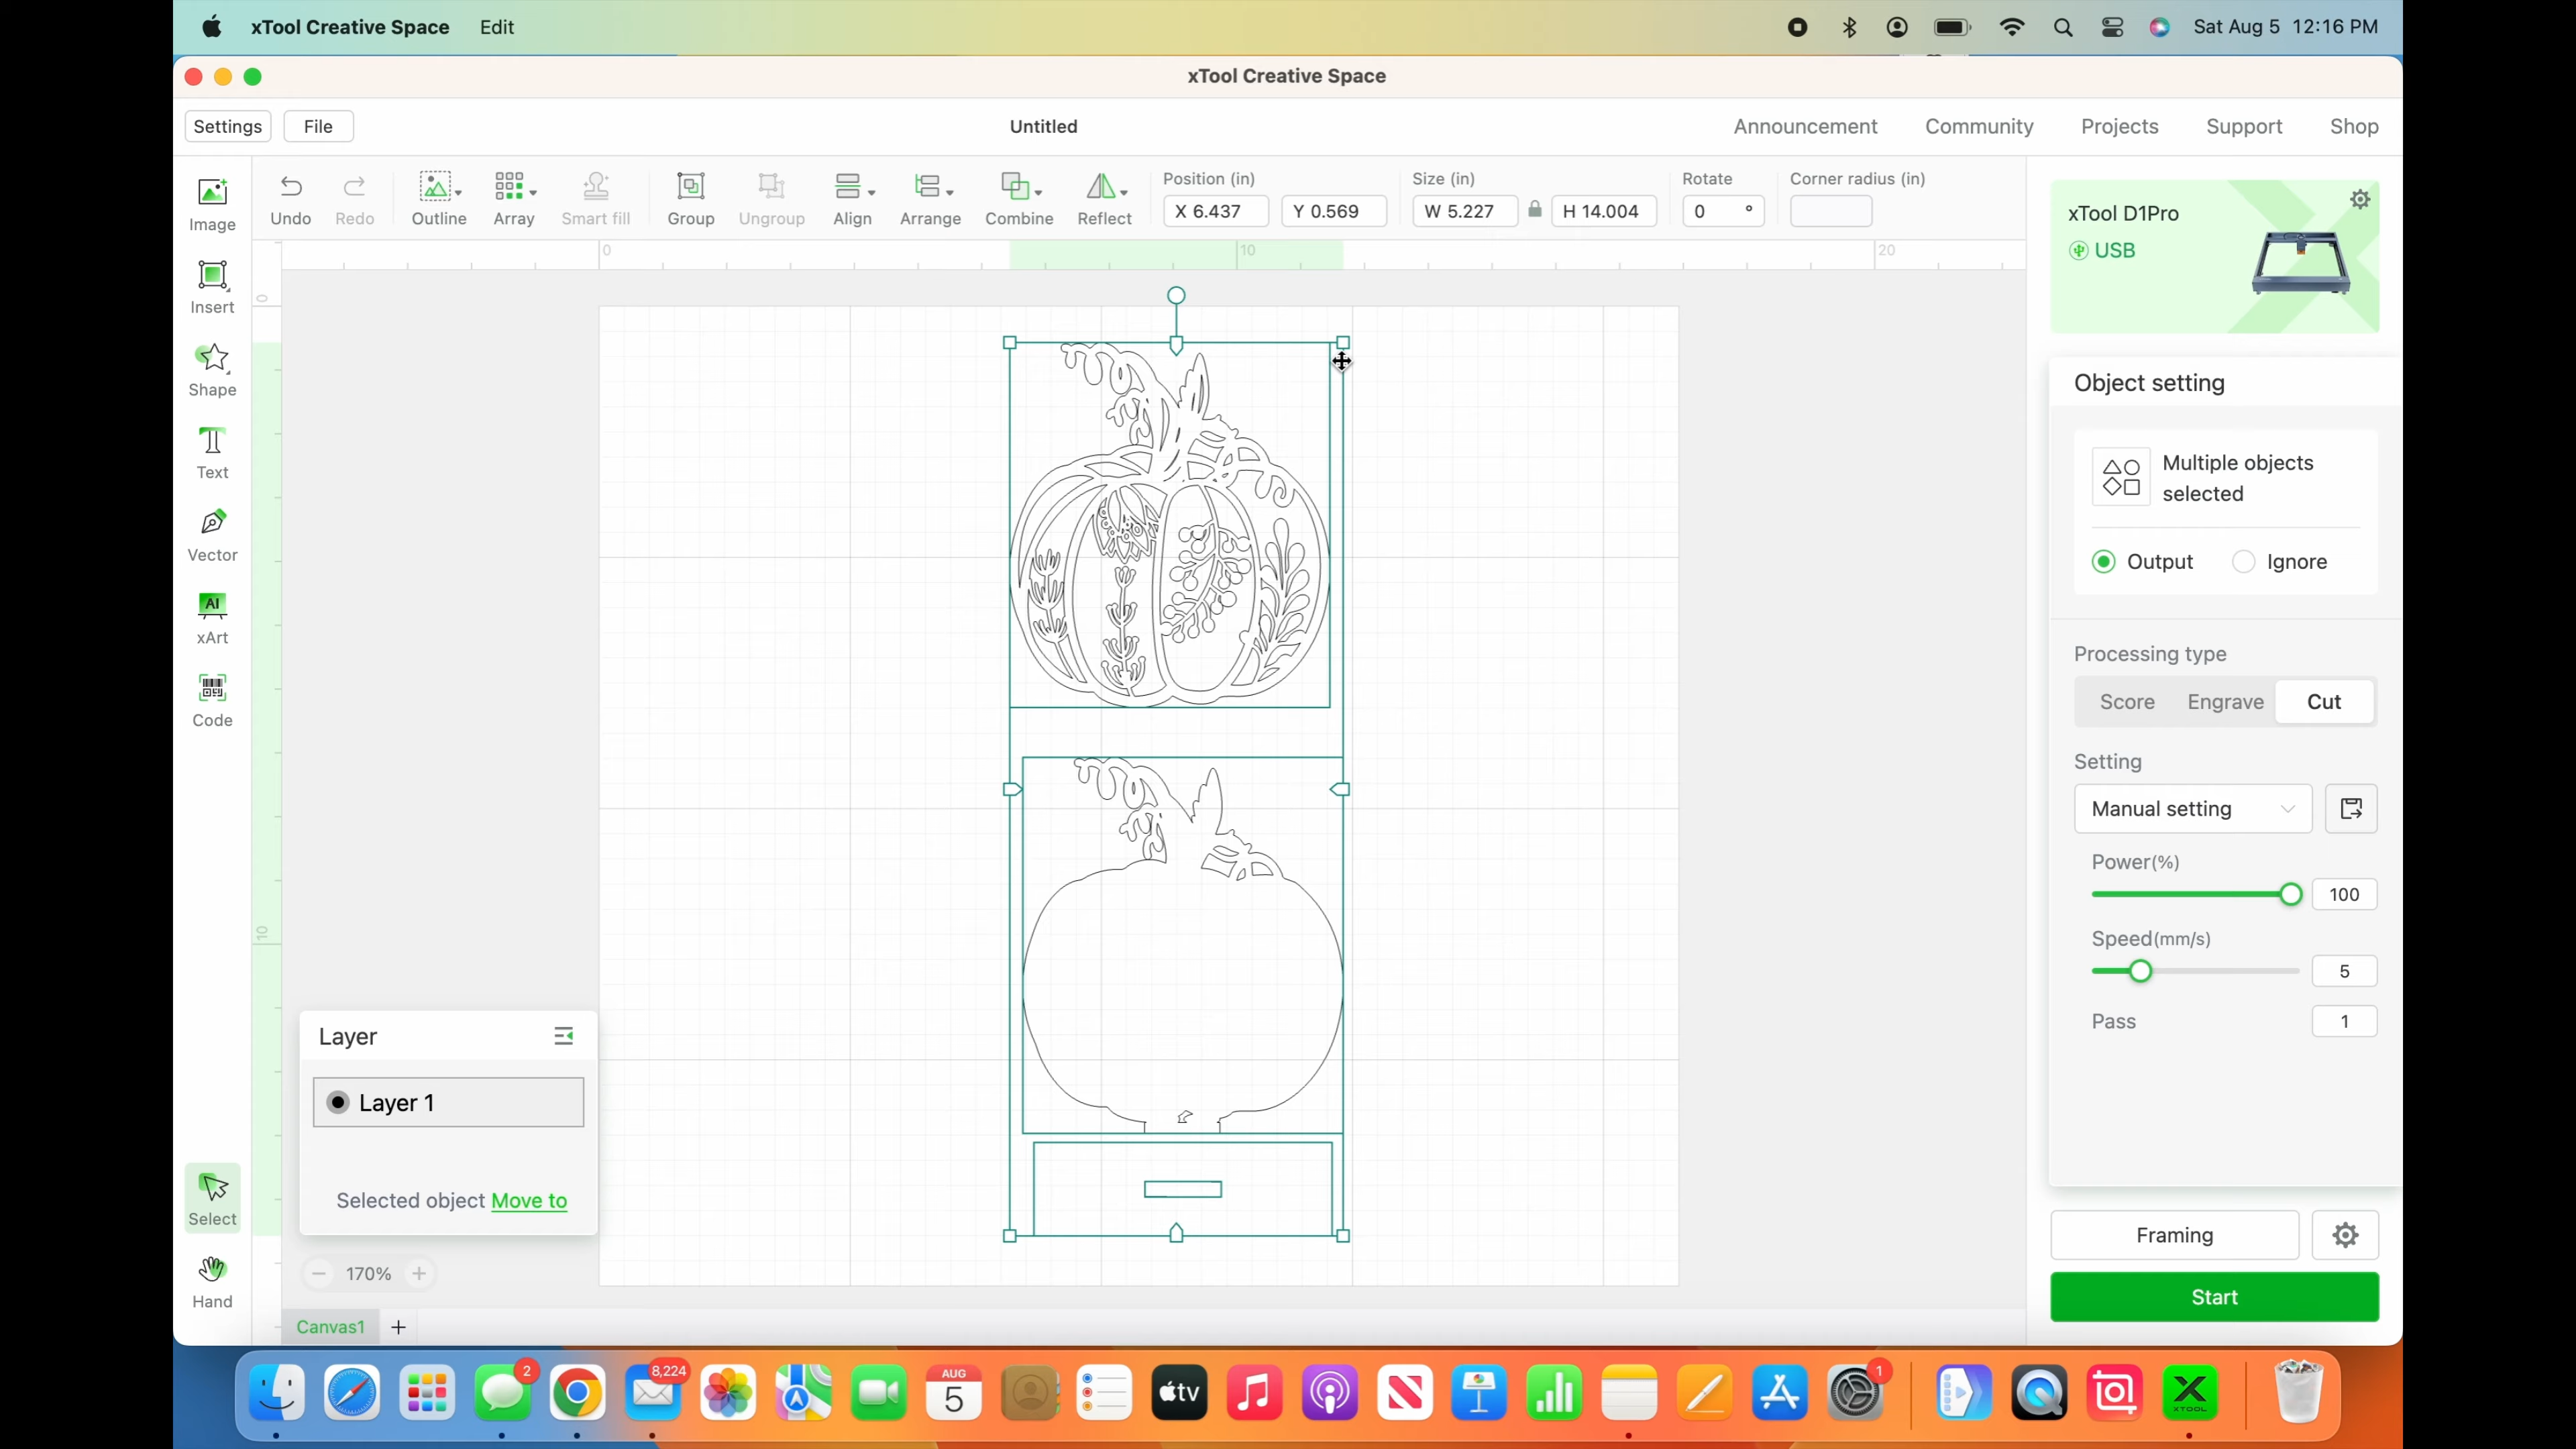 xTool Creative Space Edit Sat Aug 5 12:16 PM
xTool Creative Space
Settings File Untitled Announcement Community Projects Support Shop
Image
Insert
Shape
Text
Vector
AI
xArt
Code
Select
Hand
Undo Redo Outline Array Smart fill Group Ungroup Align Arrange Combine Reflect
Position (in) Size (in) Rotate Corner radius (in)
X 6.437 Y 0.569 W 5.227 H 14.004 0 °
0 10 20
0
10
xTool D1Pro
USB
Object setting
Multiple objects
selected
Output Ignore
Processing type
Score Engrave Cut
Setting
Manual setting
Power(%)
100
Speed(mm/s)
5
Pass 1
Framing
Start
Layer
Layer 1
Selected object Move to
170%
Canvas1
2
8,224
AUG
5
tv
1
XTOOL